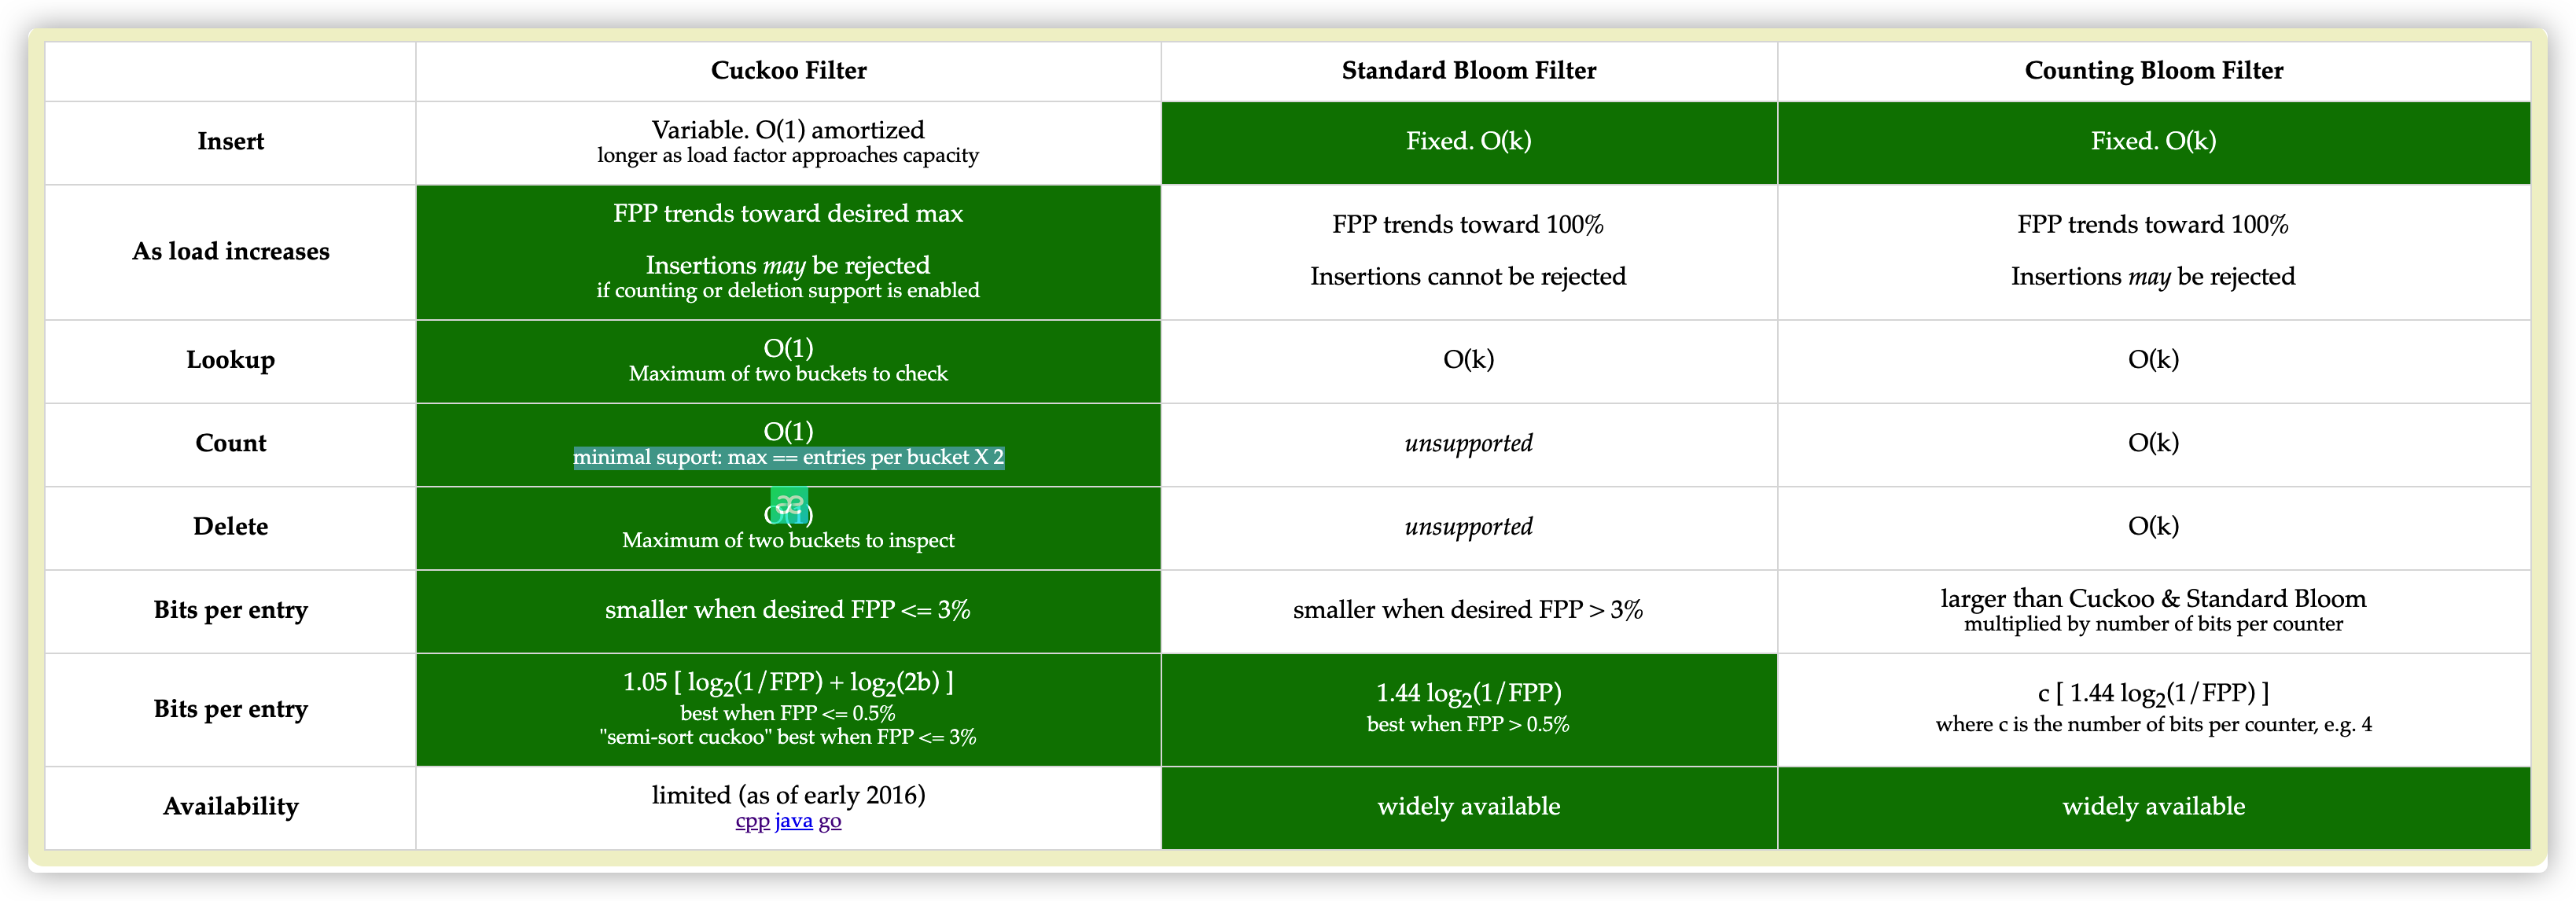 Cuckoo Filter
Standard Bloom Filter
Counting Bloom Filter
Insert
Variable. O(1) amortized
longer as load factor approaches capacity
Fixed. O(k)
Fixed. O(k)
As load increases
FPP trends toward desired max
Insertions may be rejected
if counting or deletion support is enabled
FPP trends toward 100%
Insertions cannot be rejected
FPP trends toward 100%
Insertions may be rejected
Lookup
O(1)
Maximum of two buckets to check
O(k)
O(k)
Count
O(1)
minimal suport: max == entries per bucket X 2
unsupported
O(k)
Delete
æ
O(1)
Maximum of two buckets to inspect
unsupported
O(k)
Bits per entry
smaller when desired FPP <= 3%
smaller when desired FPP > 3%
larger than Cuckoo & Standard Bloom
multiplied by number of bits per counter
Bits per entry
1.05 [ log₂(1/FPP) + log₂(2b) ]
best when FPP <= 0.5%
"semi-sort cuckoo" best when FPP <= 3%
1.44 log₂(1/FPP)
best when FPP > 0.5%
c [ 1.44 log₂(1/FPP) ]
where c is the number of bits per counter, e.g. 4
Availability
limited (as of early 2016)
cpp java go
widely available
widely available